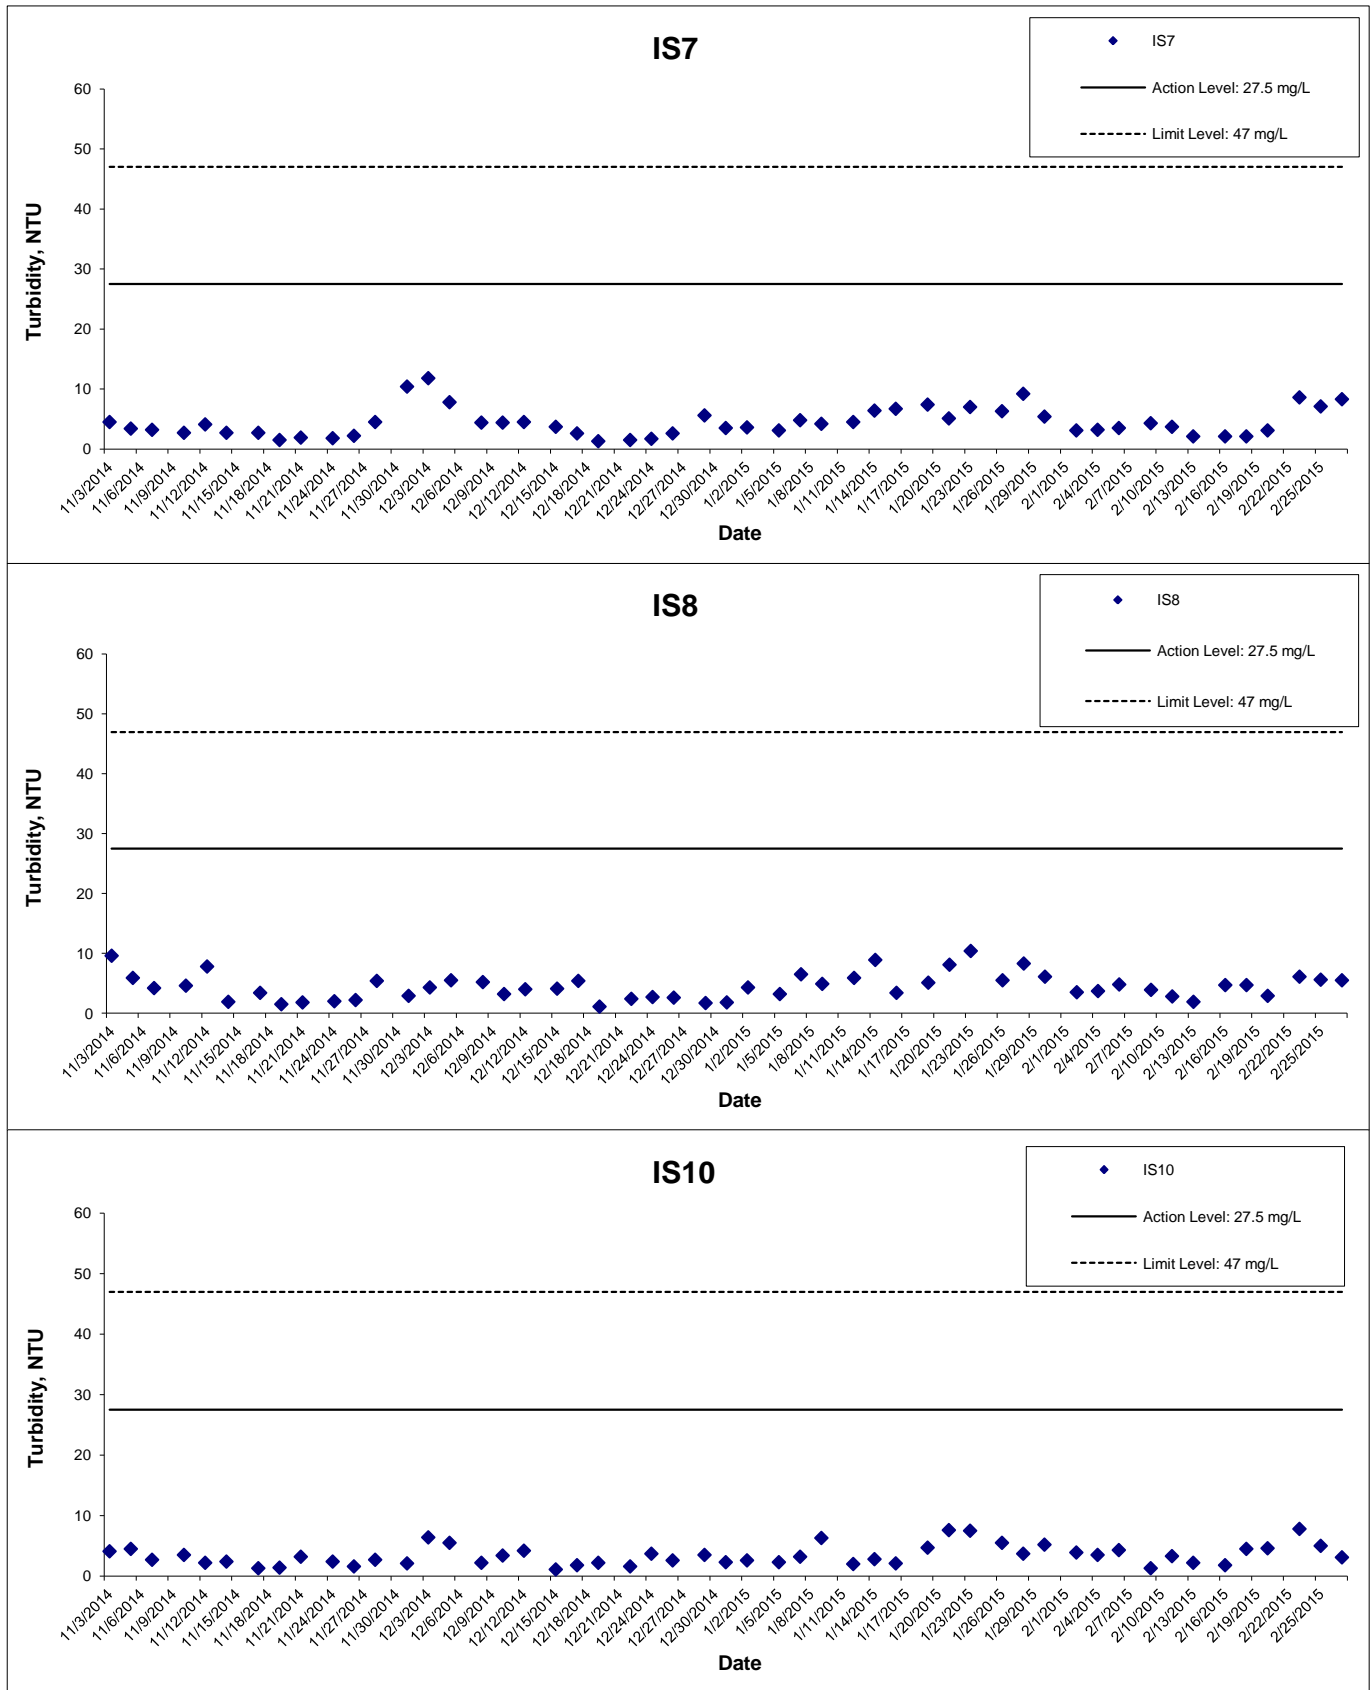 IS7
IS7
Action Level: 27.5 mg/L
Limit Level: 47 mg/L
60
50
40
30
20
10
0
Turbidity, NTU
11/3/2014 11/6/2014 11/9/2014 11/12/2014 11/15/2014 11/18/2014 11/21/2014 11/24/2014 11/27/2014 11/30/2014 12/3/2014 12/6/2014 12/9/2014 12/12/2014 12/15/2014 12/18/2014 12/21/2014 12/24/2014 12/27/2014 12/30/2014 1/2/2015 1/5/2015 1/8/2015 1/11/2015 1/14/2015 1/17/2015 1/20/2015 1/23/2015 1/26/2015 1/29/2015 2/1/2015 2/4/2015 2/7/2015 2/10/2015 2/13/2015 2/16/2015 2/19/2015 2/22/2015 2/25/2015
Date
IS8
IS8
Action Level: 27.5 mg/L
Limit Level: 47 mg/L
60
50
40
30
20
10
0
Turbidity, NTU
11/3/2014 11/6/2014 11/9/2014 11/12/2014 11/15/2014 11/18/2014 11/21/2014 11/24/2014 11/27/2014 11/30/2014 12/3/2014 12/6/2014 12/9/2014 12/12/2014 12/15/2014 12/18/2014 12/21/2014 12/24/2014 12/27/2014 12/30/2014 1/2/2015 1/5/2015 1/8/2015 1/11/2015 1/14/2015 1/17/2015 1/20/2015 1/23/2015 1/26/2015 1/29/2015 2/1/2015 2/4/2015 2/7/2015 2/10/2015 2/13/2015 2/16/2015 2/19/2015 2/22/2015 2/25/2015
Date
IS10
IS10
Action Level: 27.5 mg/L
Limit Level: 47 mg/L
60
50
40
30
20
10
0
Turbidity, NTU
11/3/2014 11/6/2014 11/9/2014 11/12/2014 11/15/2014 11/18/2014 11/21/2014 11/24/2014 11/27/2014 11/30/2014 12/3/2014 12/6/2014 12/9/2014 12/12/2014 12/15/2014 12/18/2014 12/21/2014 12/24/2014 12/27/2014 12/30/2014 1/2/2015 1/5/2015 1/8/2015 1/11/2015 1/14/2015 1/17/2015 1/20/2015 1/23/2015 1/26/2015 1/29/2015 2/1/2015 2/4/2015 2/7/2015 2/10/2015 2/13/2015 2/16/2015 2/19/2015 2/22/2015 2/25/2015
Date